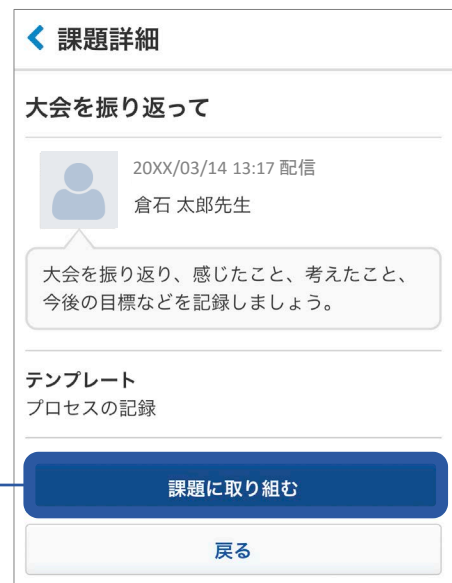 課題詳細
大会を振り返って
20XX/03/14 13:17 配信
倉石 太郎先生
大会を振り返り、感じたこと、考えたこと、
今後の目標などを記録しましょう。
テンプレート
プロセスの記録
課題に取り組む
戻る